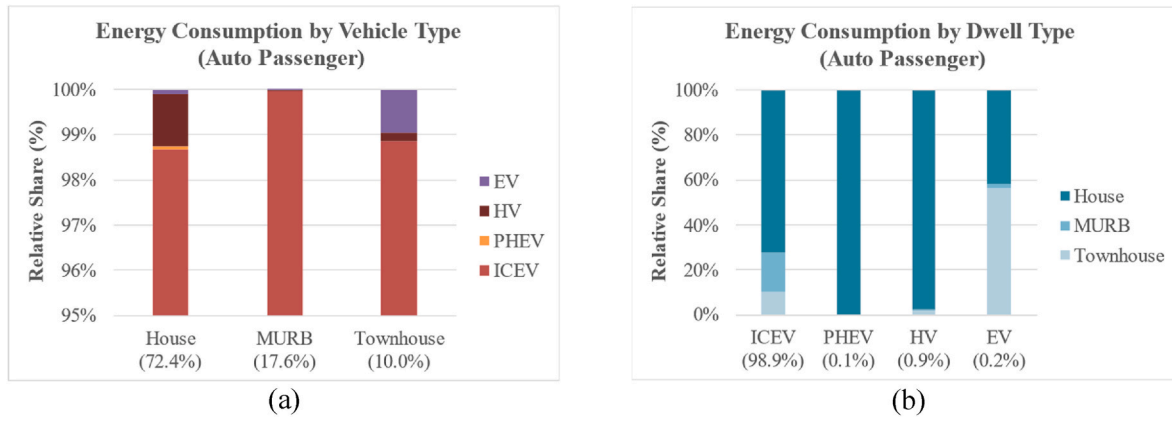 Energy Consumption by Vehicle Type
(Auto Passenger)
Relative Share (%)
100%
99%
98%
97%
96%
95%
House
(72.4%)
MURB
(17.6%)
Townhouse
(10.0%)
EV
HV
PHEV
ICEV
(a)
Energy Consumption by Dwell Type
(Auto Passenger)
Relative Share (%)
100%
80%
60%
40%
20%
0%
ICEV
(98.9%)
PHEV
(0.1%)
HV
(0.9%)
EV
(0.2%)
House
MURB
Townhouse
(b)